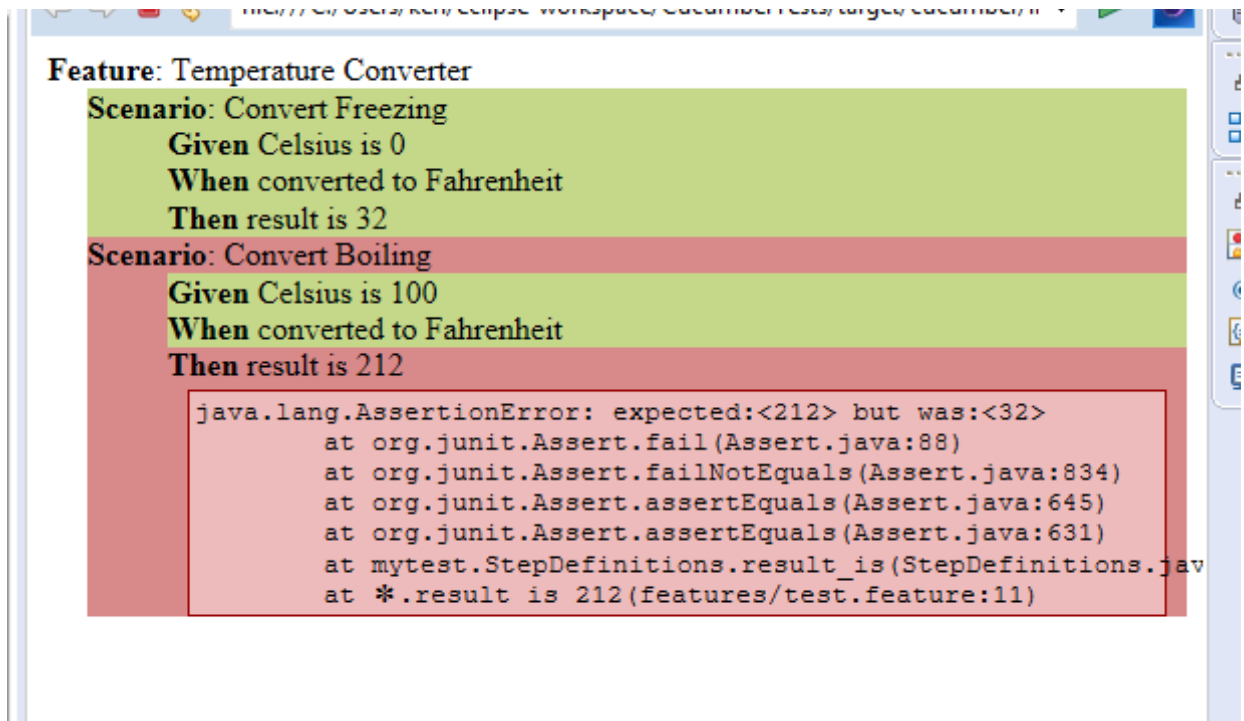 Feature: Temperature Converter
Scenario: Convert Freezing
Given Celsius is 0
When converted to Fahrenheit
Then result is 32
Scenario: Convert Boiling
Given Celsius is 100
When converted to Fahrenheit
Then result is 212
java.lang.AssertionError: expected:<212> but was:<32>
at org.junit.Assert.fail(Assert.java:88)
at org.junit.Assert.failNotEquals(Assert.java:834)
at org.junit.Assert.assertEquals(Assert.java:645)
at org.junit.Assert.assertEquals(Assert.java:631)
at mytest.StepDefinitions.result_is(StepDefinitions.jav
at *.result is 212(features/test.feature:11)